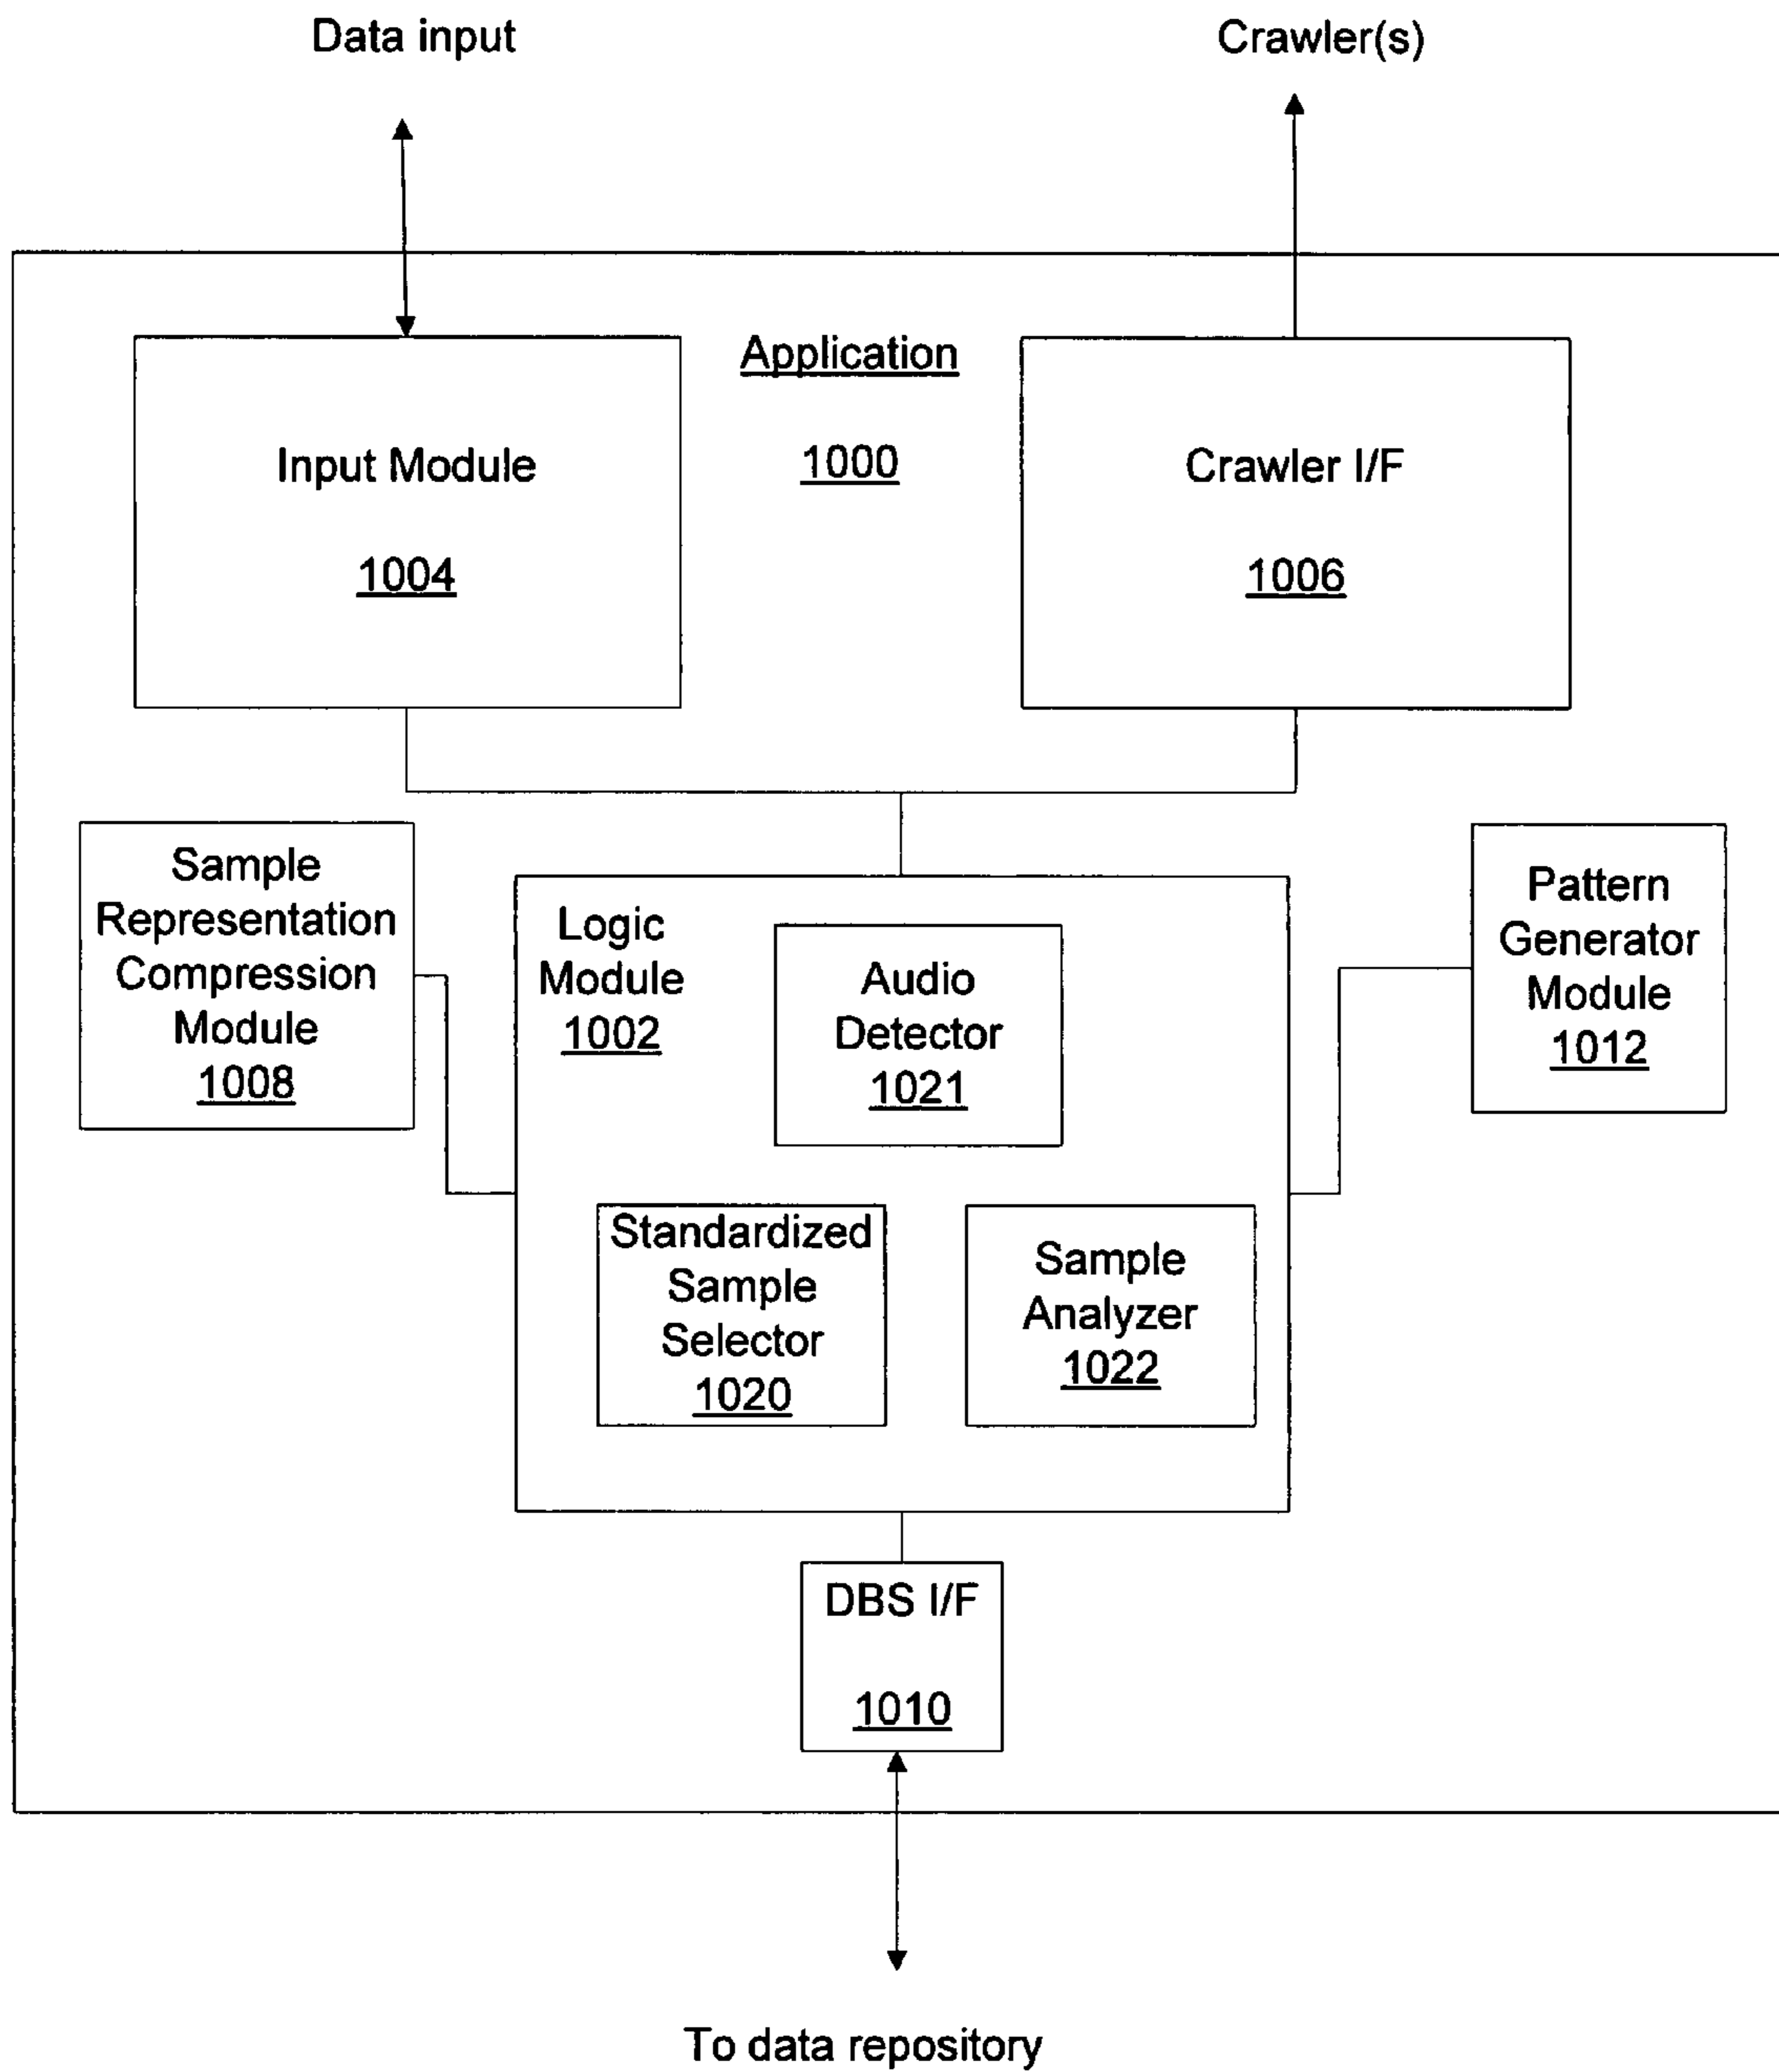 Data input
Crawler(s)
Application
1000
Input Module
1004
Crawler I/F
1006
Sample
Representation
Compression
Module
1008
Logic
Module
1002
Audio
Detector
1021
Pattern
Generator
Module
1012
Standardized
Sample
Selector
1020
Sample
Analyzer
1022
DBS I/F
1010
To data repository